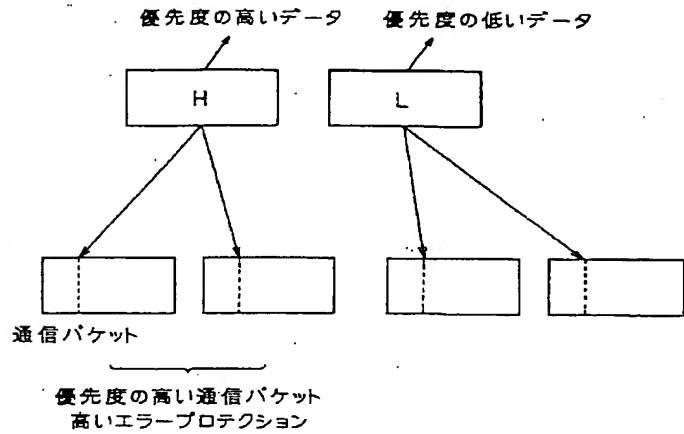 優先度の高いデータ
優先度の低いデータ
H
L
通信パケット
優先度の高い通信パケット
高いエラープロテクション